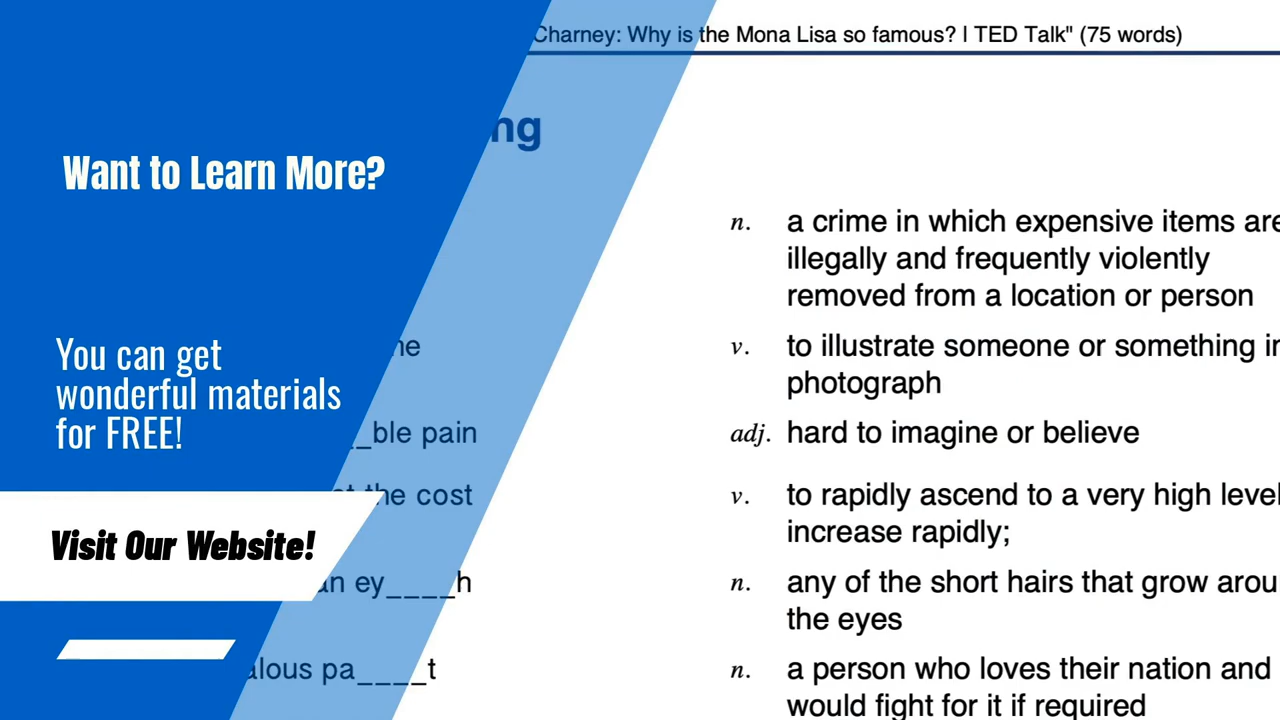 Charney: Why is the Mona Lisa so famous? | TED Talk" (75 words)
ng
Want to Learn More?
You can get
wonderful materials
for FREE!
Visit Our Website!
he
_ble pain
the cost
an ey____h
alous pa____t
n. a crime in which expensive items are
illegally and frequently violently
removed from a location or person
v. to illustrate someone or something in
photograph
adj. hard to imagine or believe
v. to rapidly ascend to a very high level
increase rapidly;
n. any of the short hairs that grow arou
the eyes
n. a person who loves their nation and
would fight for it if required